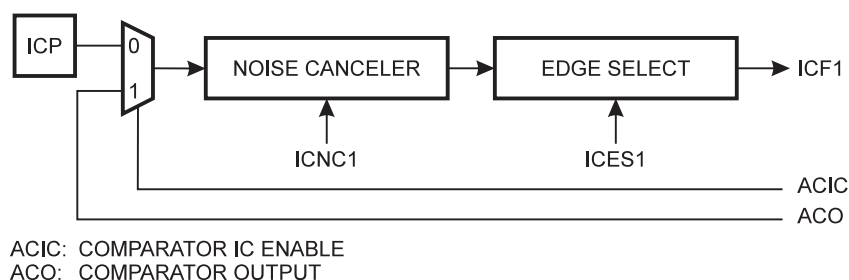 ICP
0
1
NOISE CANCELER
EDGE SELECT
ICF1
ICNC1
ICES1
ACIC
ACO
ACIC: COMPARATOR IC ENABLE
ACO: COMPARATOR OUTPUT